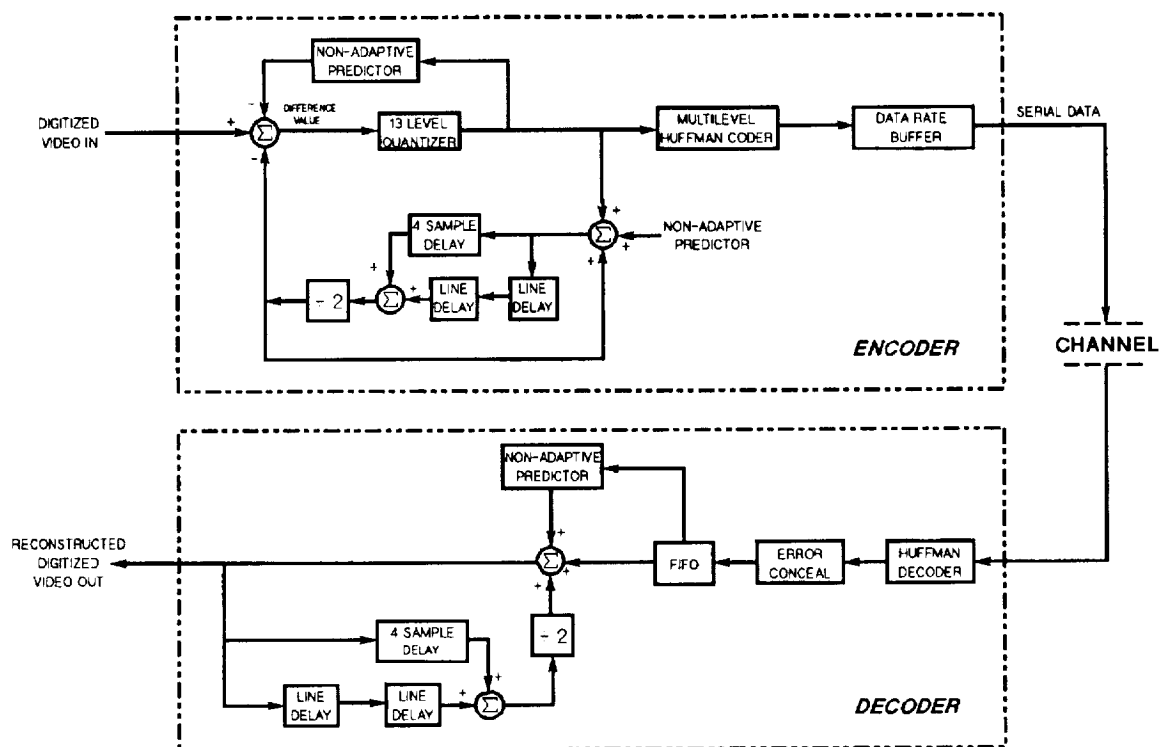 NON-ADAPTIVE
PREDICTOR
DIGITIZED
VIDEO IN
-
+
Σ
-
DIFFERENCE
VALUE
13 LEVEL
QUANTIZER
MULTILEVEL
HUFFMAN CODER
DATA RATE
BUFFER
SERIAL DATA
4 SAMPLE
DELAY
+
Σ
+
+
NON-ADAPTIVE
PREDICTOR
+
+
Σ
÷ 2
LINE
DELAY
LINE
DELAY
ENCODER
CHANNEL
NON-ADAPTIVE
PREDICTOR
RECONSTRUCTED
DIGITIZED
VIDEO OUT
+
Σ
+
+
FIFO
ERROR
CONCEAL
HUFFMAN
DECODER
÷ 2
4 SAMPLE
DELAY
+
LINE
DELAY
LINE
DELAY
+
Σ
DECODER